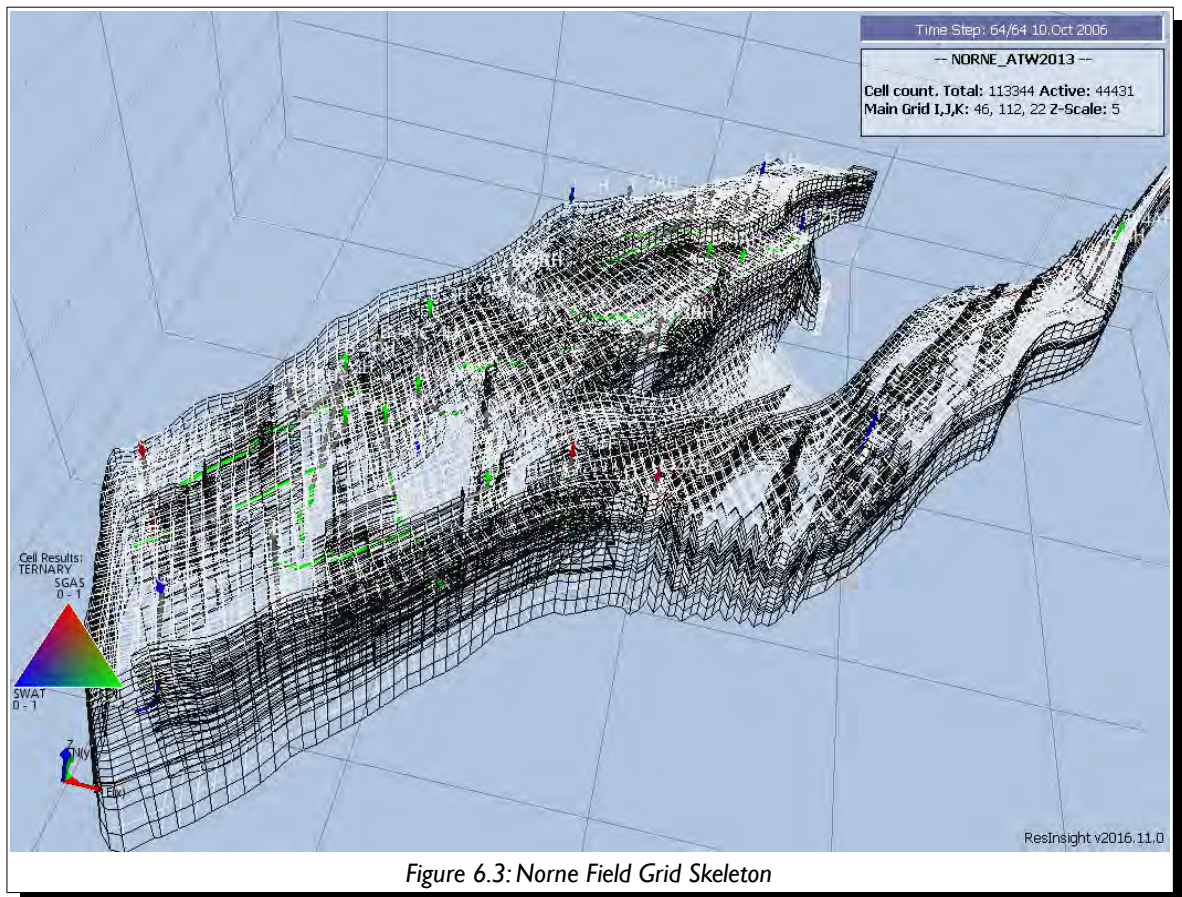 Time Step: 64/64 10.Oct 2006
-- NORNE_ATW2013 --
Cell count. Total: 113344 Active: 44431
Main Grid I,J,K: 46, 112, 22 Z-Scale: 5
Cell Results:
TERNARY
SGAS
0 - 1
SWAT
0 - 1
Z
N(y)
E(x)
ResInsight v2016.11.0
Figure 6.3: Norne Field Grid Skeleton